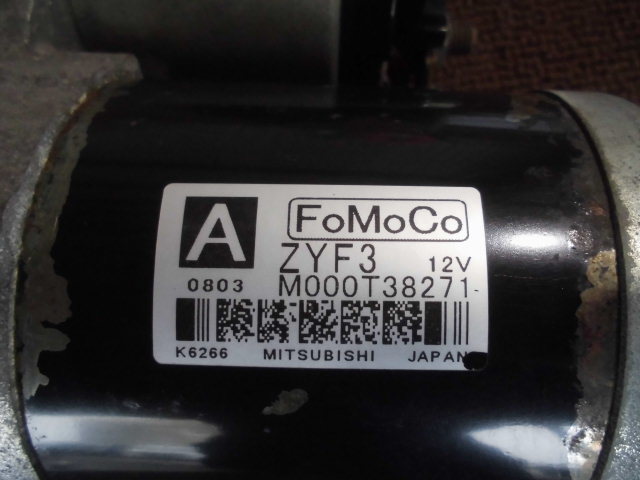 A
FoMoCo
ZYF3 12V
0803 M000T38271
K6266 MITSUBISHI JAPAN